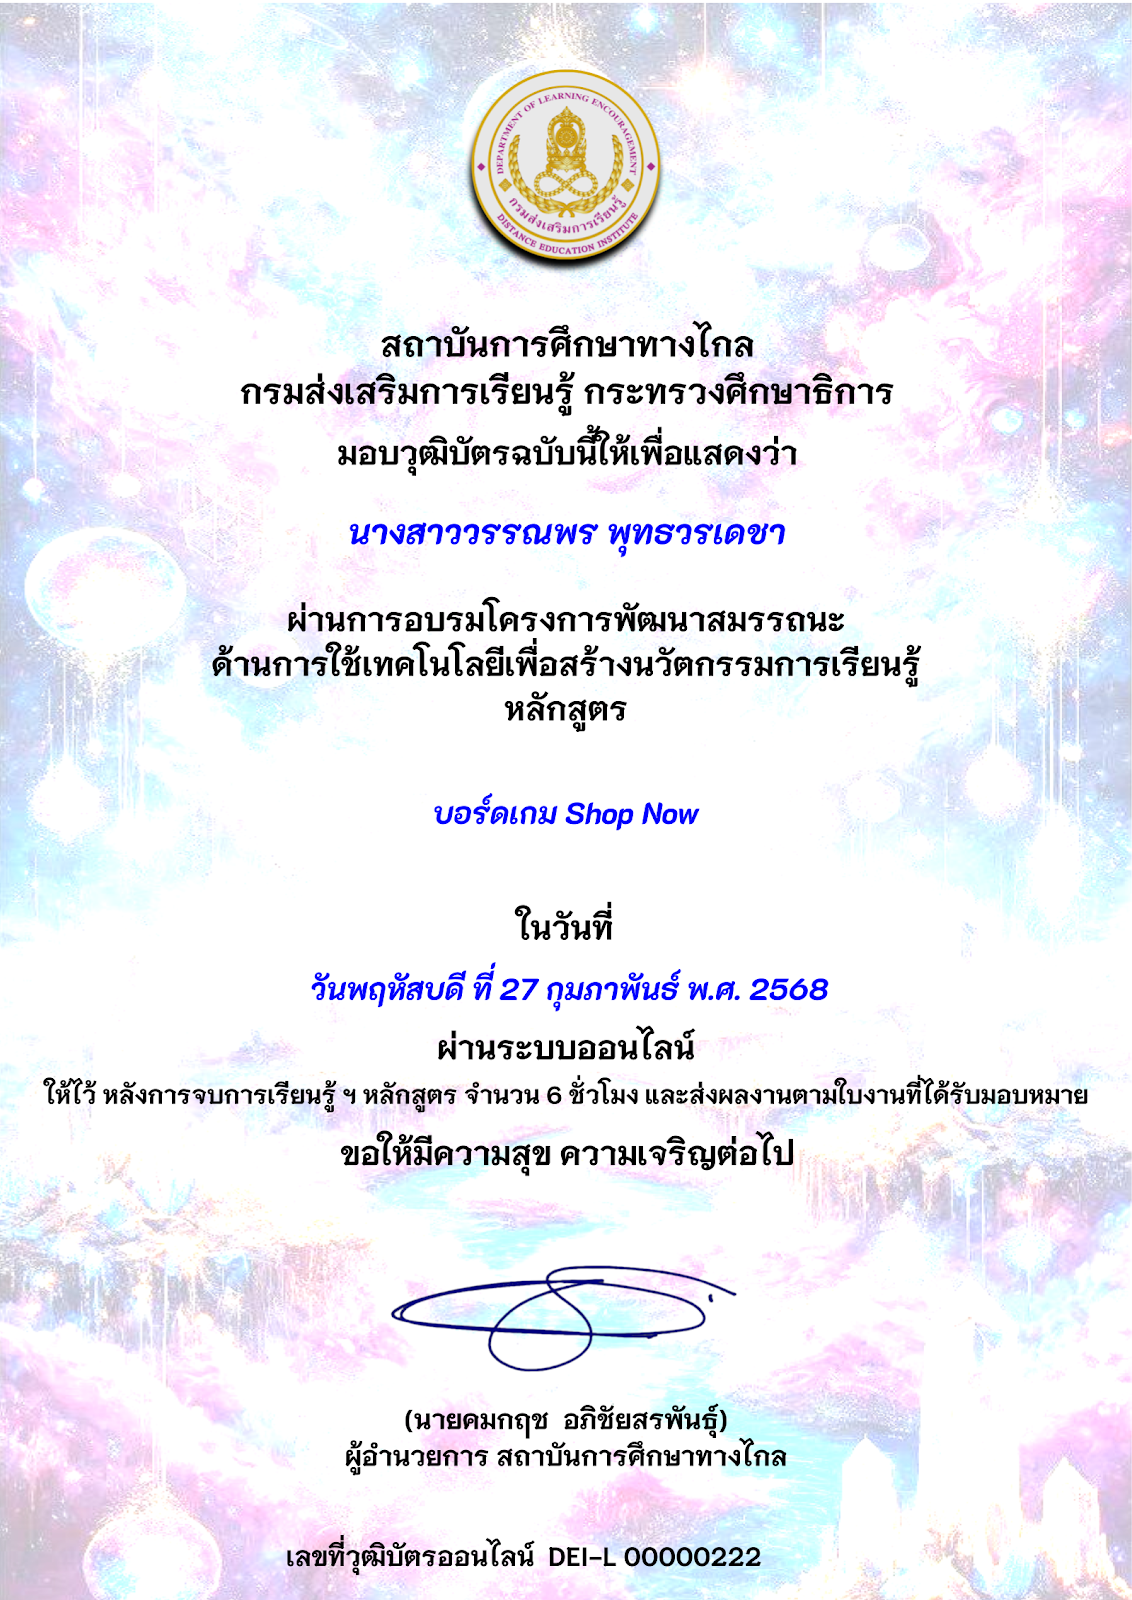 DEPARTMENT OF LEARNING ENCOURAGEMENT
กรมส่งเสริมการเรียนรู้
DISTANCE EDUCATION INSTITUTE
สถาบันการศึกษาทางไกล
กรมส่งเสริมการเรียนรู้ กระทรวงศึกษาธิการ
มอบวุฒิบัตรฉบับนี้ให้เพื่อแสดงว่า
นางสาววรรณพร พุทธวรเดชา
ผ่านการอบรมโครงการพัฒนาสมรรถนะ
ด้านการใช้เทคโนโลยีเพื่อสร้างนวัตกรรมการเรียนรู้
หลักสูตร
บอร์ดเกม Shop Now
ในวันที่
วันพฤหัสบดี ที่ 27 กุมภาพันธ์ พ.ศ. 2568
ผ่านระบบออนไลน์
ให้ไว้ หลังการจบการเรียนรู้ ฯ หลักสูตร จำนวน 6 ชั่วโมง และส่งผลงานตามใบงานที่ได้รับมอบหมาย
ขอให้มีความสุข ความเจริญต่อไป
(นายคมกฤช อภิชัยสรพันธุ์)
ผู้อำนวยการ สถาบันการศึกษาทางไกล
เลขที่วุฒิบัตรออนไลน์ DEI-L 00000222